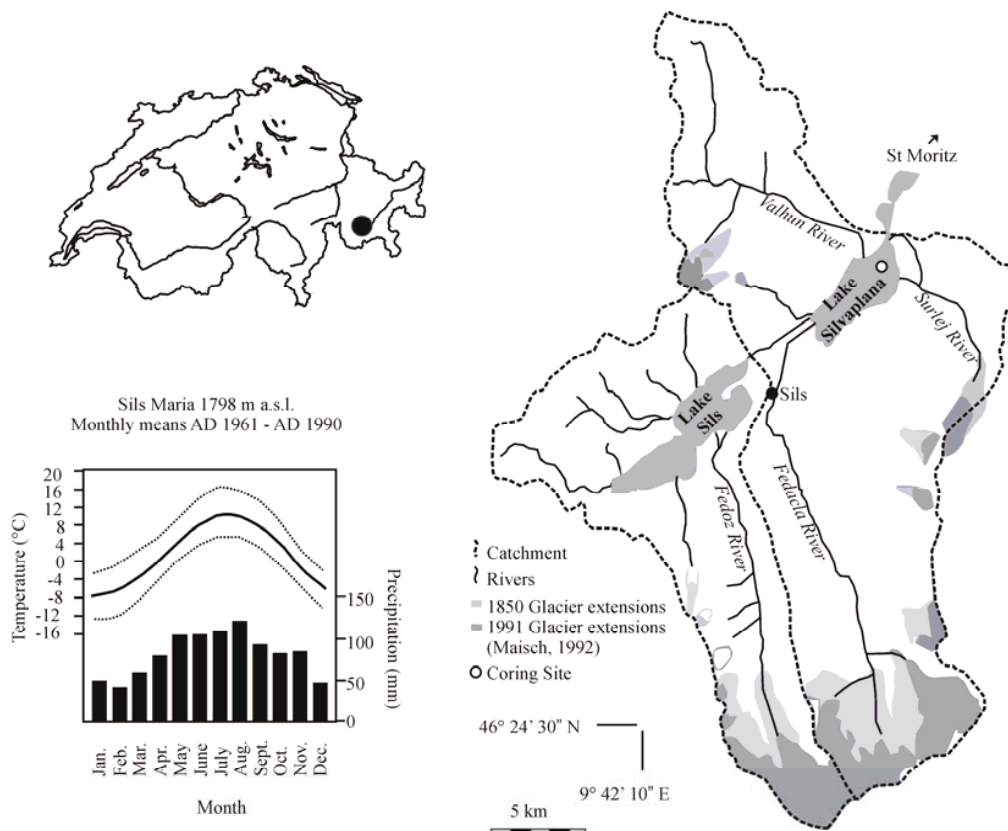 Sils Maria 1798 m a.s.l.
Monthly means AD 1961 - AD 1990
Temperature (°C)
20
16
12
8
4
0
-4
-8
-12
-16
Precipitation (mm)
150
100
50
0
Jan.
Feb.
Mar.
Apr.
May
June
July
Aug.
Sept.
Oct.
Nov.
Dec.
Month
St Moritz
Valhun River
Lake
Silvaplana
Surlej River
Sils
Lake
Sils
Fedoz River
Fedacla River
Catchment
Rivers
1850 Glacier extensions
1991 Glacier extensions
(Maisch, 1992)
Coring Site
46° 24' 30" N
9° 42' 10" E
5 km